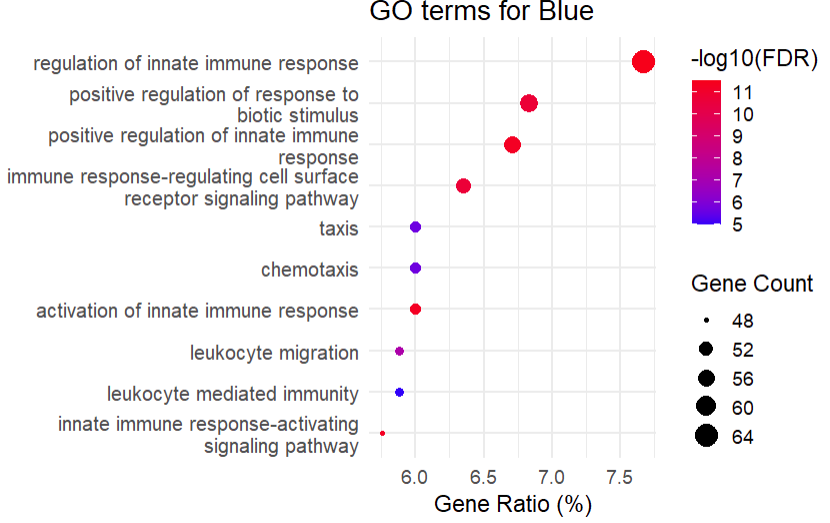 GO terms for Blue
regulation of innate immune response
positive regulation of response to
biotic stimulus
positive regulation of innate immune
response
immune response-regulating cell surface
receptor signaling pathway
taxis
chemotaxis
activation of innate immune response
leukocyte migration
leukocyte mediated immunity
innate immune response-activating
signaling pathway
6.0 6.5 7.0 7.5
Gene Ratio (%)
-log10(FDR)
11
10
9
8
7
6
5
Gene Count
48
52
56
60
64